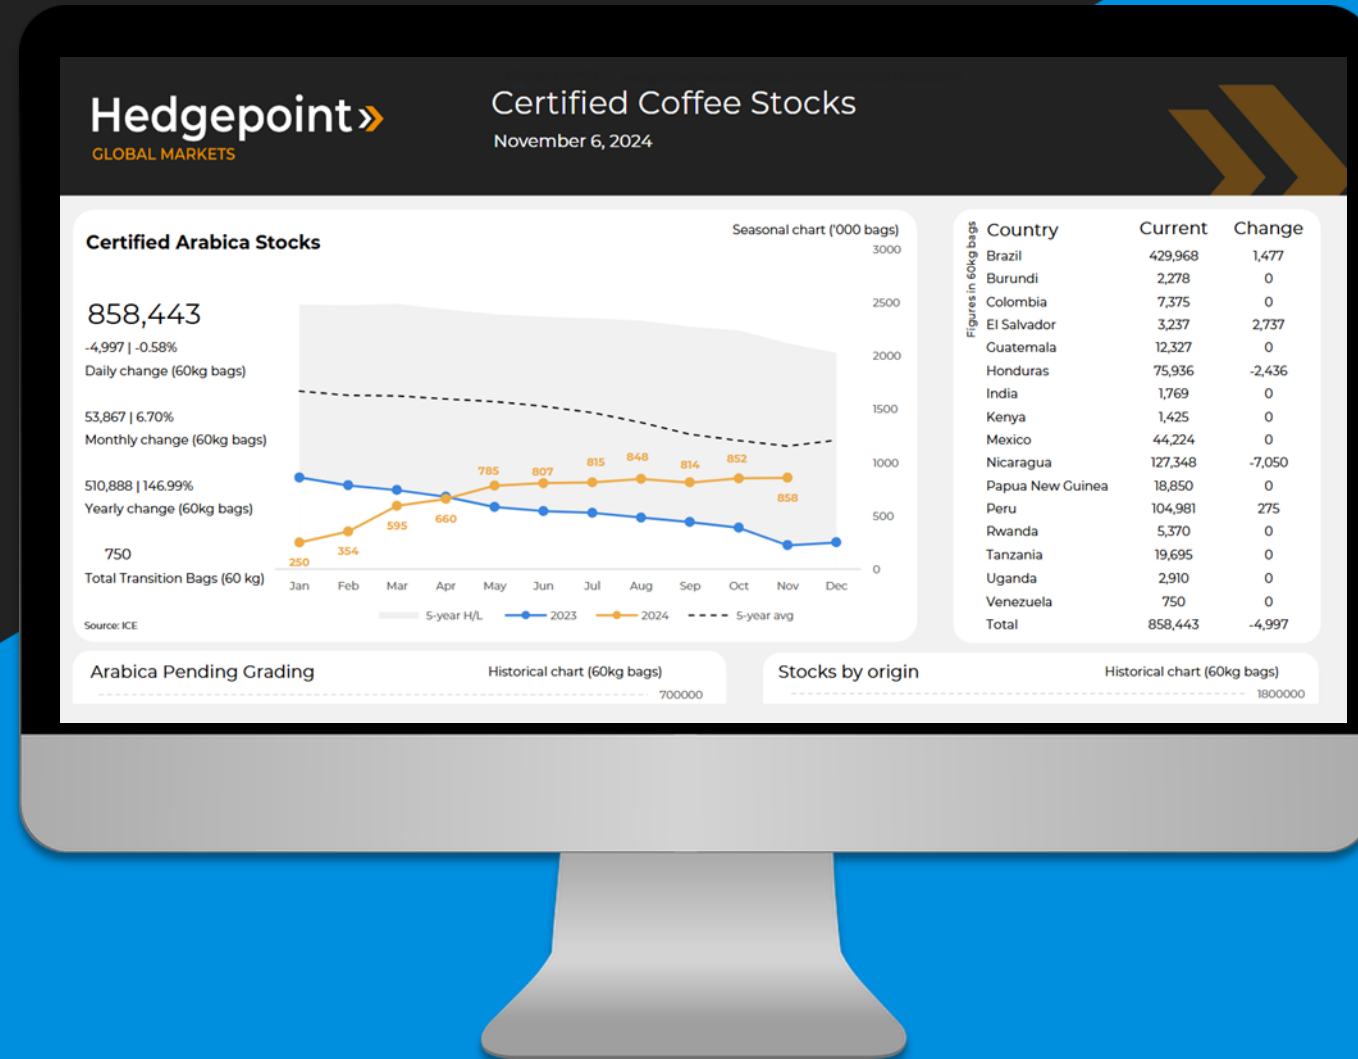 Hedgepoint
GLOBAL MARKETS
Certified Coffee Stocks
November 6, 2024
Certified Arabica Stocks
Seasonal chart ('000 bags)
858,443
-4,997 | -0.58%
Daily change (60kg bags)
53,867 | 6.70%
Monthly change (60kg bags)
510,888 | 146.99%
Yearly change (60kg bags)
750
Total Transition Bags (60 kg)
Source: ICE
3000
2500
2000
1500
1000
500
0
250
354
595
660
785
807
815
848
814
852
858
Jan Feb Mar Apr May Jun Jul Aug Sep Oct Nov Dec
5-year H/L 2023 2024 5-year avg
Figures in 60kg bags
Country Current Change
Brazil 429,968 1,477
Burundi 2,278 0
Colombia 7,375 0
El Salvador 3,237 2,737
Guatemala 12,327 0
Honduras 75,936 -2,436
India 1,769 0
Kenya 1,425 0
Mexico 44,224 0
Nicaragua 127,348 -7,050
Papua New Guinea 18,850 0
Peru 104,981 275
Rwanda 5,370 0
Tanzania 19,695 0
Uganda 2,910 0
Venezuela 750 0
Total 858,443 -4,997
Arabica Pending Grading
Historical chart (60kg bags)
700000
Stocks by origin
Historical chart (60kg bags)
1800000